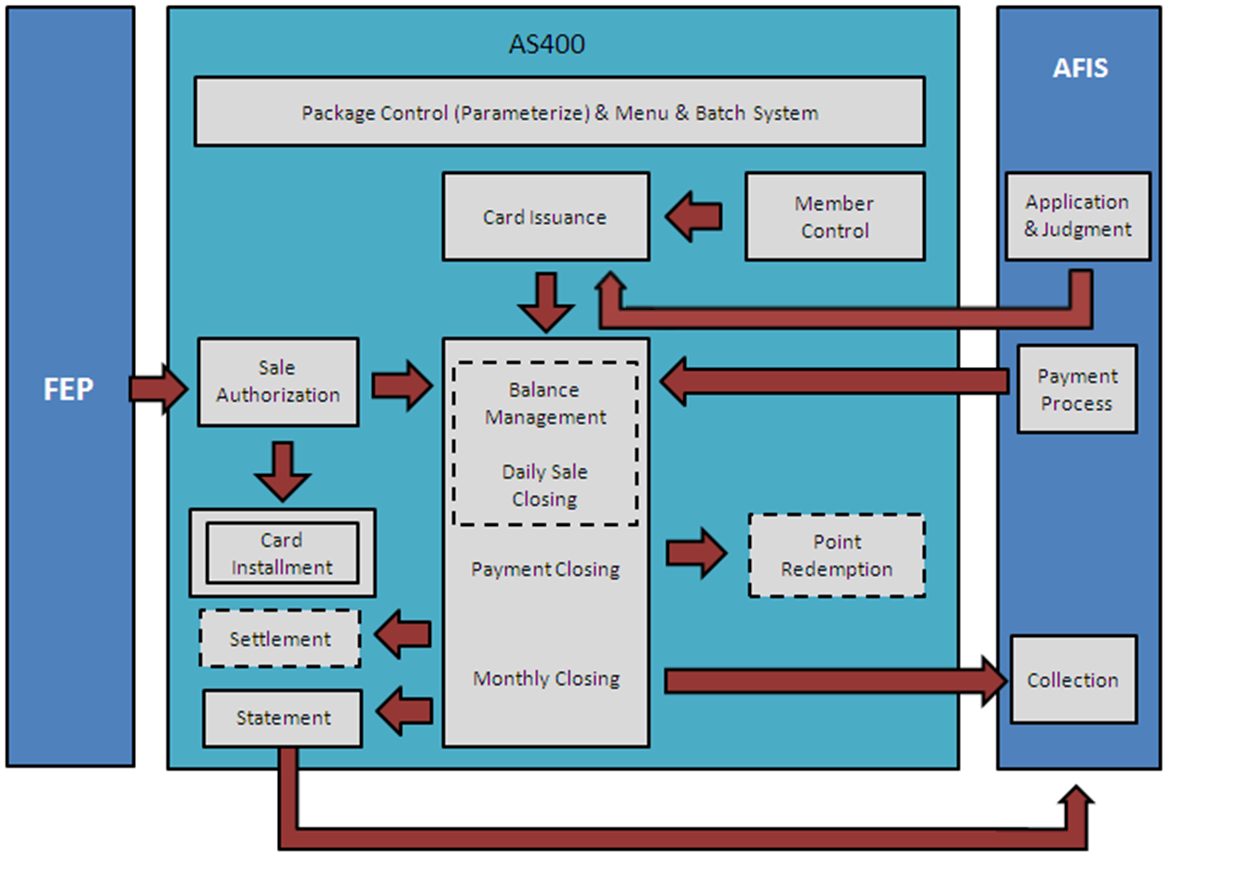 AS400
AFIS
Package Control (Parameterize) & Menu & Batch System
Card Issuance
Member
Control
Application
& Judgment
FEP
Sale
Authorization
Balance
Management
Daily Sale
Closing
Payment
Process
Card
Installment
Payment Closing
Point
Redemption
Settlement
Monthly Closing
Collection
Statement